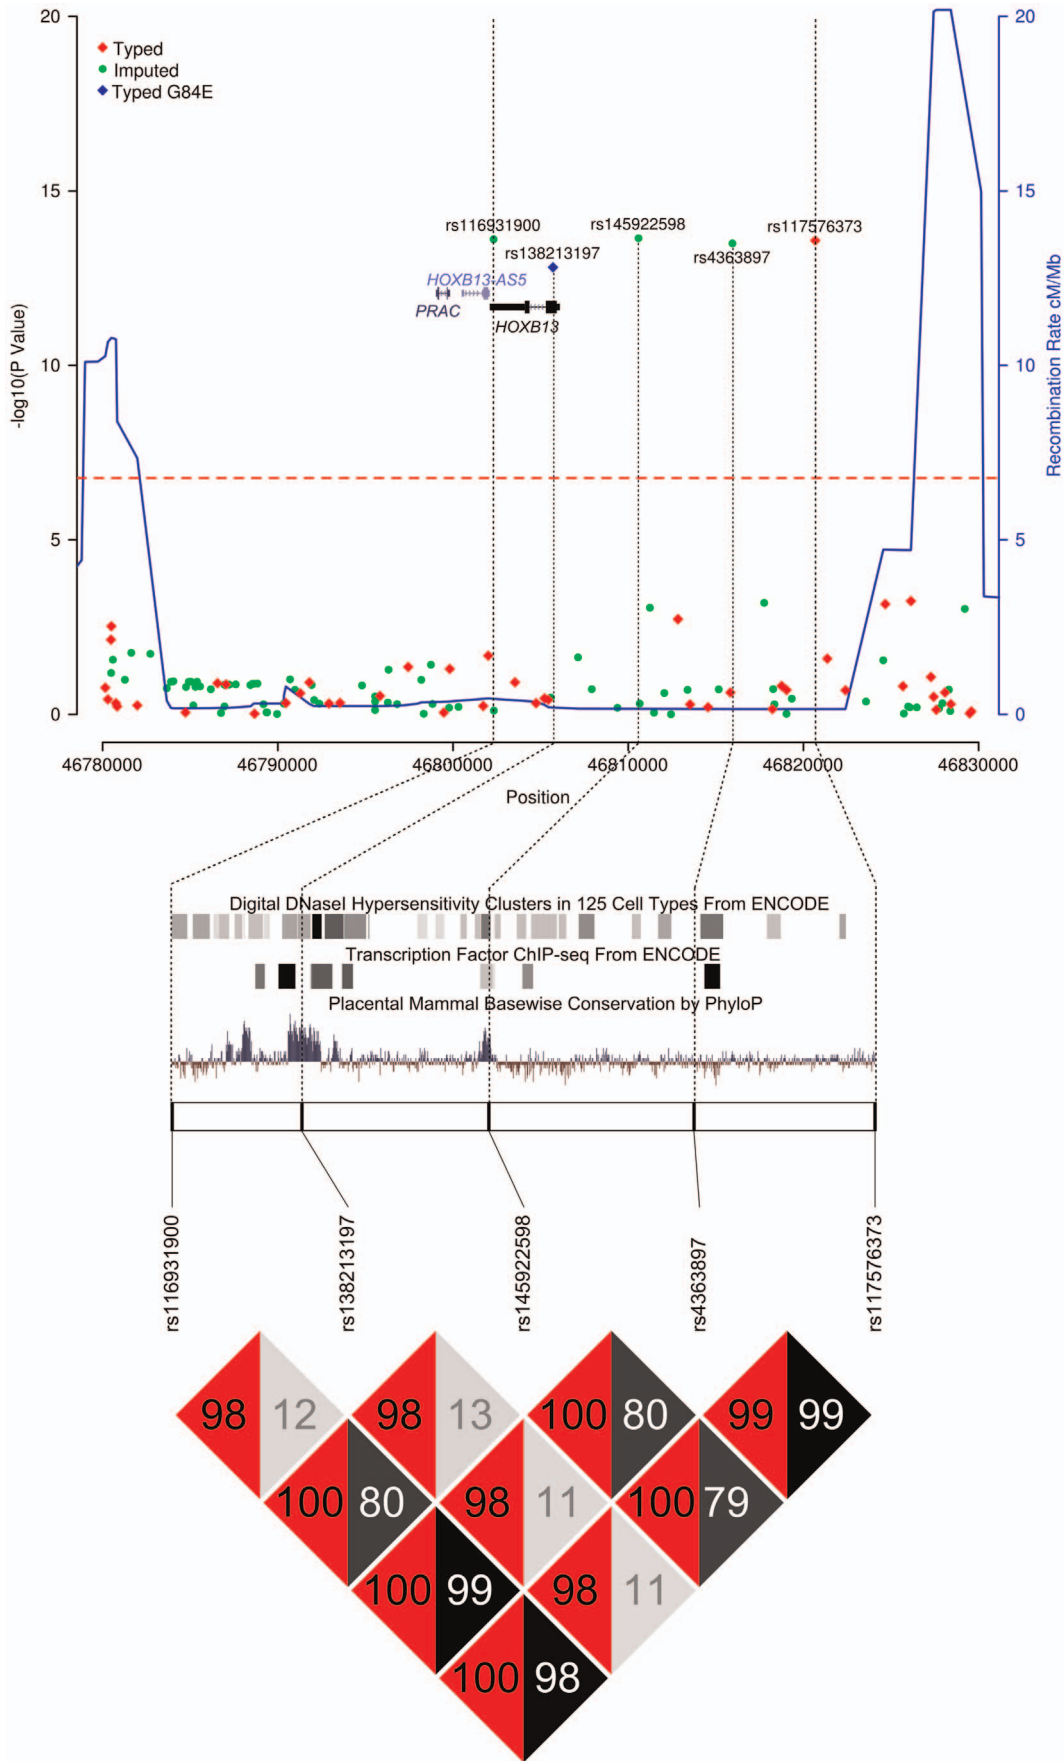 20
15
10
5
0
-log10(P Value)
Typed
Imputed
Typed G84E
rs116931900
rs138213197
rs145922598
rs4363897
rs117576373
HOXB13-AS5
PRAC
HOXB13
20
15
10
5
0
Recombination Rate cM/Mb
46780000 46790000 46800000 46810000 46820000 46830000
Position
Digital DNaseI Hypersensitivity Clusters in 125 Cell Types From ENCODE
Transcription Factor ChIP-seq From ENCODE
Placental Mammal Basewise Conservation by PhyloP
rs116931900
rs138213197
rs145922598
rs4363897
rs117576373
98 12 98 13 100 80 99 99
100 80 98 11 100 79
100 99 98 11
100 98